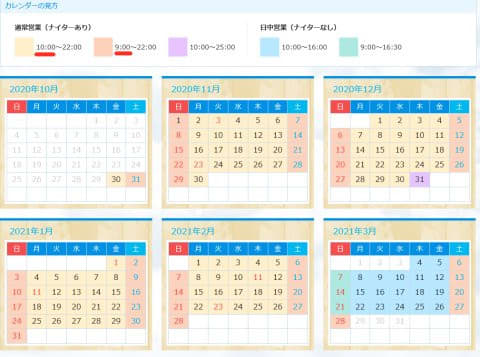 カレンダーの見方
通常営業（ナイターあり）
10:00～22:00 9:00～22:00 10:00～25:00
日中営業（ナイターなし）
10:00～16:00 9:00～16:30
2020年10月
日 月 火 水 木 金 土
1 2 3
4 5 6 7 8 9 10
11 12 13 14 15 16 17
18 19 20 21 22 23 24
25 26 27 28 29 30 31
2020年11月
日 月 火 水 木 金 土
1 2 3 4 5 6 7
8 9 10 11 12 13 14
15 16 17 18 19 20 21
22 23 24 25 26 27 28
29 30
2020年12月
日 月 火 水 木 金 土
1 2 3 4 5
6 7 8 9 10 11 12
13 14 15 16 17 18 19
20 21 22 23 24 25 26
27 28 29 30 31
2021年1月
日 月 火 水 木 金 土
1 2
3 4 5 6 7 8 9
10 11 12 13 14 15 16
17 18 19 20 21 22 23
24 25 26 27 28 29 30
31
2021年2月
日 月 火 水 木 金 土
1 2 3 4 5 6
7 8 9 10 11 12 13
14 15 16 17 18 19 20
21 22 23 24 25 26 27
28
2021年3月
日 月 火 水 木 金 土
1 2 3 4 5 6
7 8 9 10 11 12 13
14 15 16 17 18 19 20
21 22 23 24 25 26 27
28 29 30 31